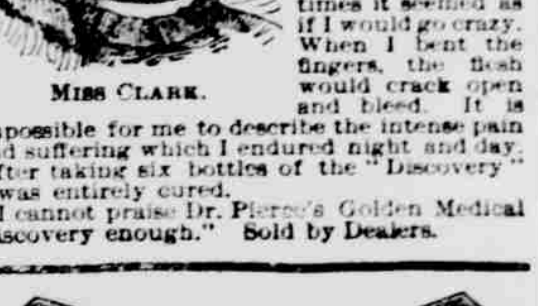 times it seemed as
if I would go crazy.
When I bent the
fingers, the flesh
would crack open
and bleed. It is
MISS CLARK.
possible for me to describe the intense pain
d suffering which I endured night and day.
fter taking six bottles of the "Discovery"
was entirely cured.
I cannot praise Dr. Pierce's Golden Medical
iscovery enough." Sold by Dealers.